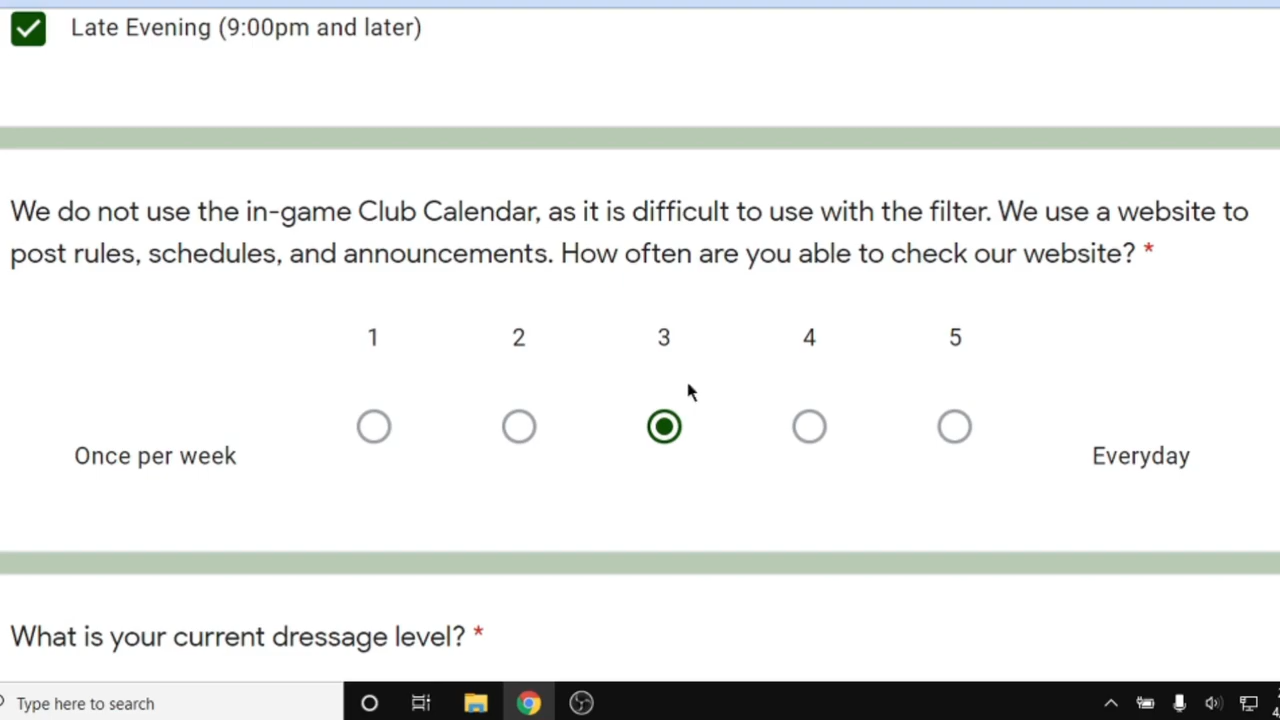 Late Evening (9:00pm and later)
We do not use the in-game Club Calendar, as it is difficult to use with the filter. We use a website to
post rules, schedules, and announcements. How often are you able to check our website? *
1 2 3 4 5
Once per week Everyday
What is your current dressage level? *
Type here to search